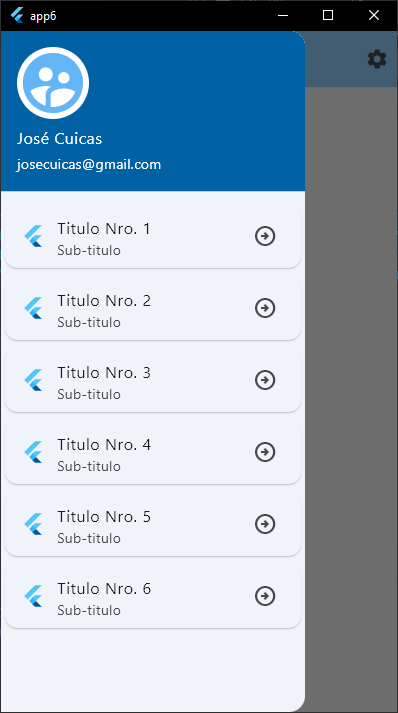 app6
José Cuicas
josecuicas@gmail.com
Titulo Nro. 1
Sub-titulo
Titulo Nro. 2
Sub-titulo
Titulo Nro. 3
Sub-titulo
Titulo Nro. 4
Sub-titulo
Titulo Nro. 5
Sub-titulo
Titulo Nro. 6
Sub-titulo